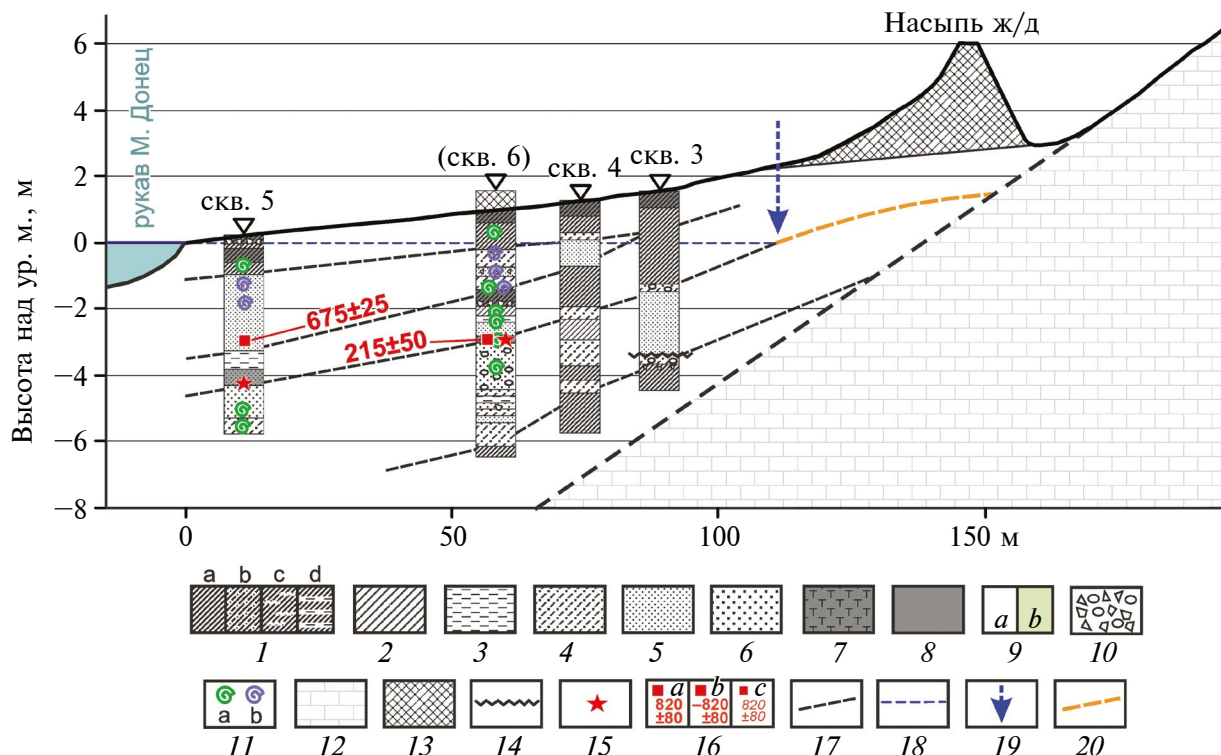 Насыпь ж/д
6
4
2
0
−2
−4
−6
−8
Высота над ур. м., м
рукав М. Донец
скв. 5
(скв. 6)
скв. 4
скв. 3
675±25
215±50
0
50
100
150 м
a b c d
1 2 3 4 5 6 7 8 9 10
a b
a b
11 12 13 14 15 16 17 18 19 20
a b c
820 −820 820
±80 ±80 ±80